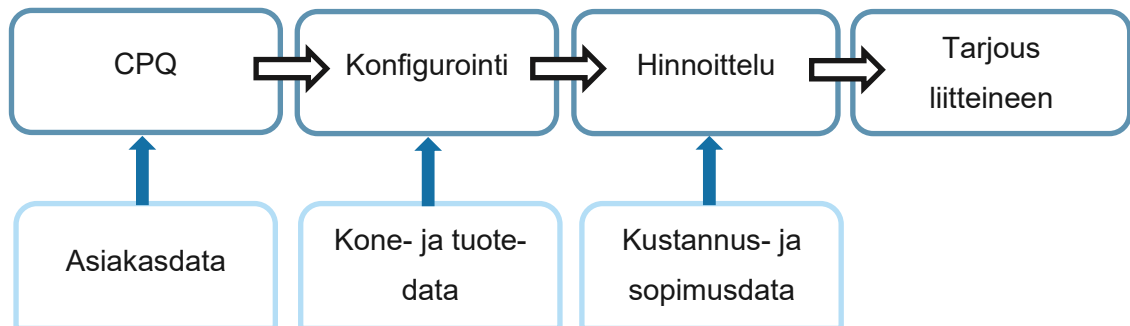 CPQ
Konfigurointi
Hinnoittelu
Tarjous
liitteineen
Asiakasdata
Kone- ja tuote-
data
Kustannus- ja
sopimusdata